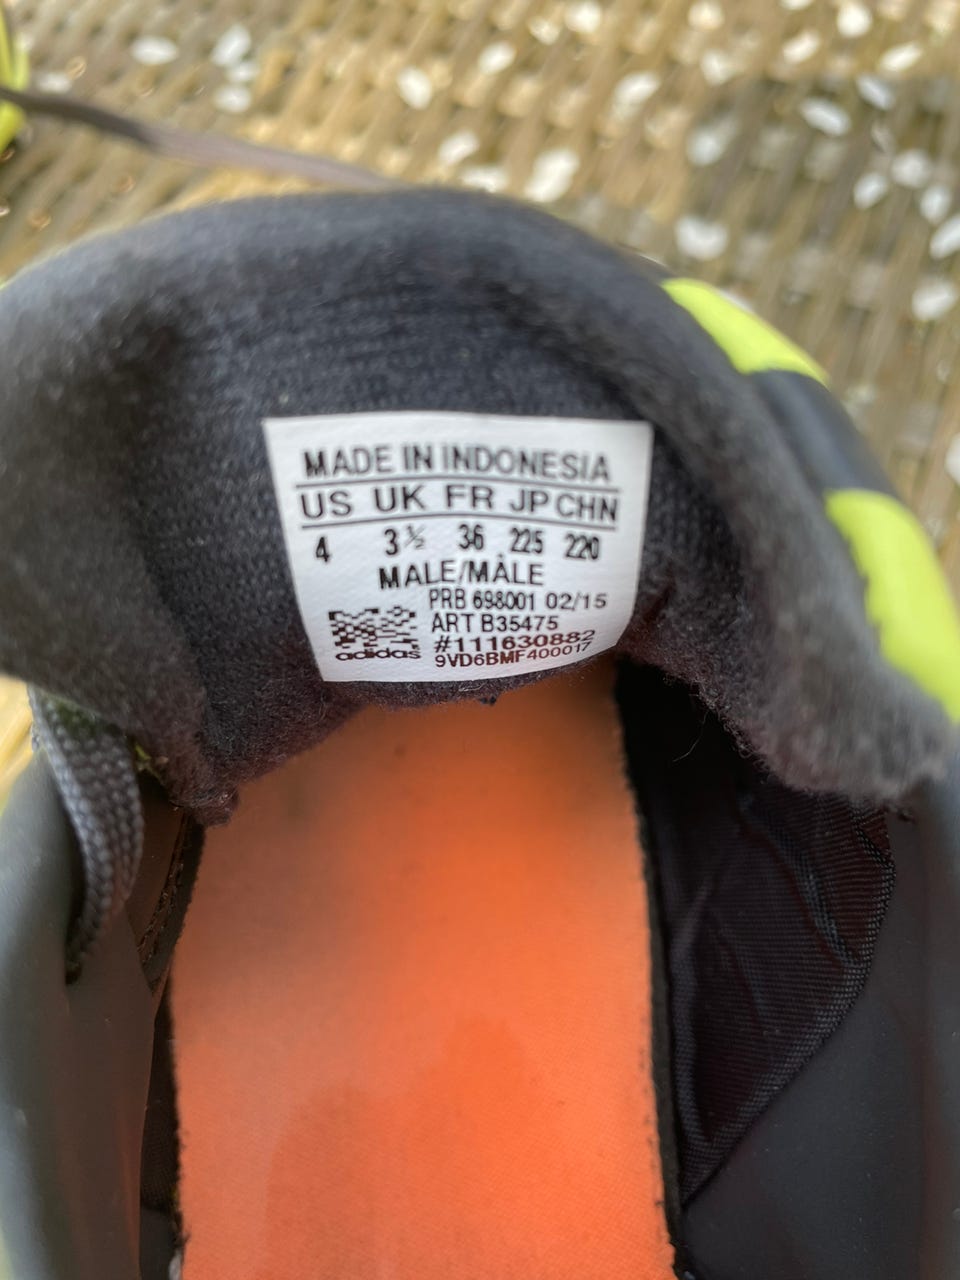 MADE IN INDONESIA
US UK FR JP CHN
4 3½ 36 225 220
MALE/MÀLE
PRB 698001 02/15
ART B35475
#111630882
adidas 9VD6BMF400017